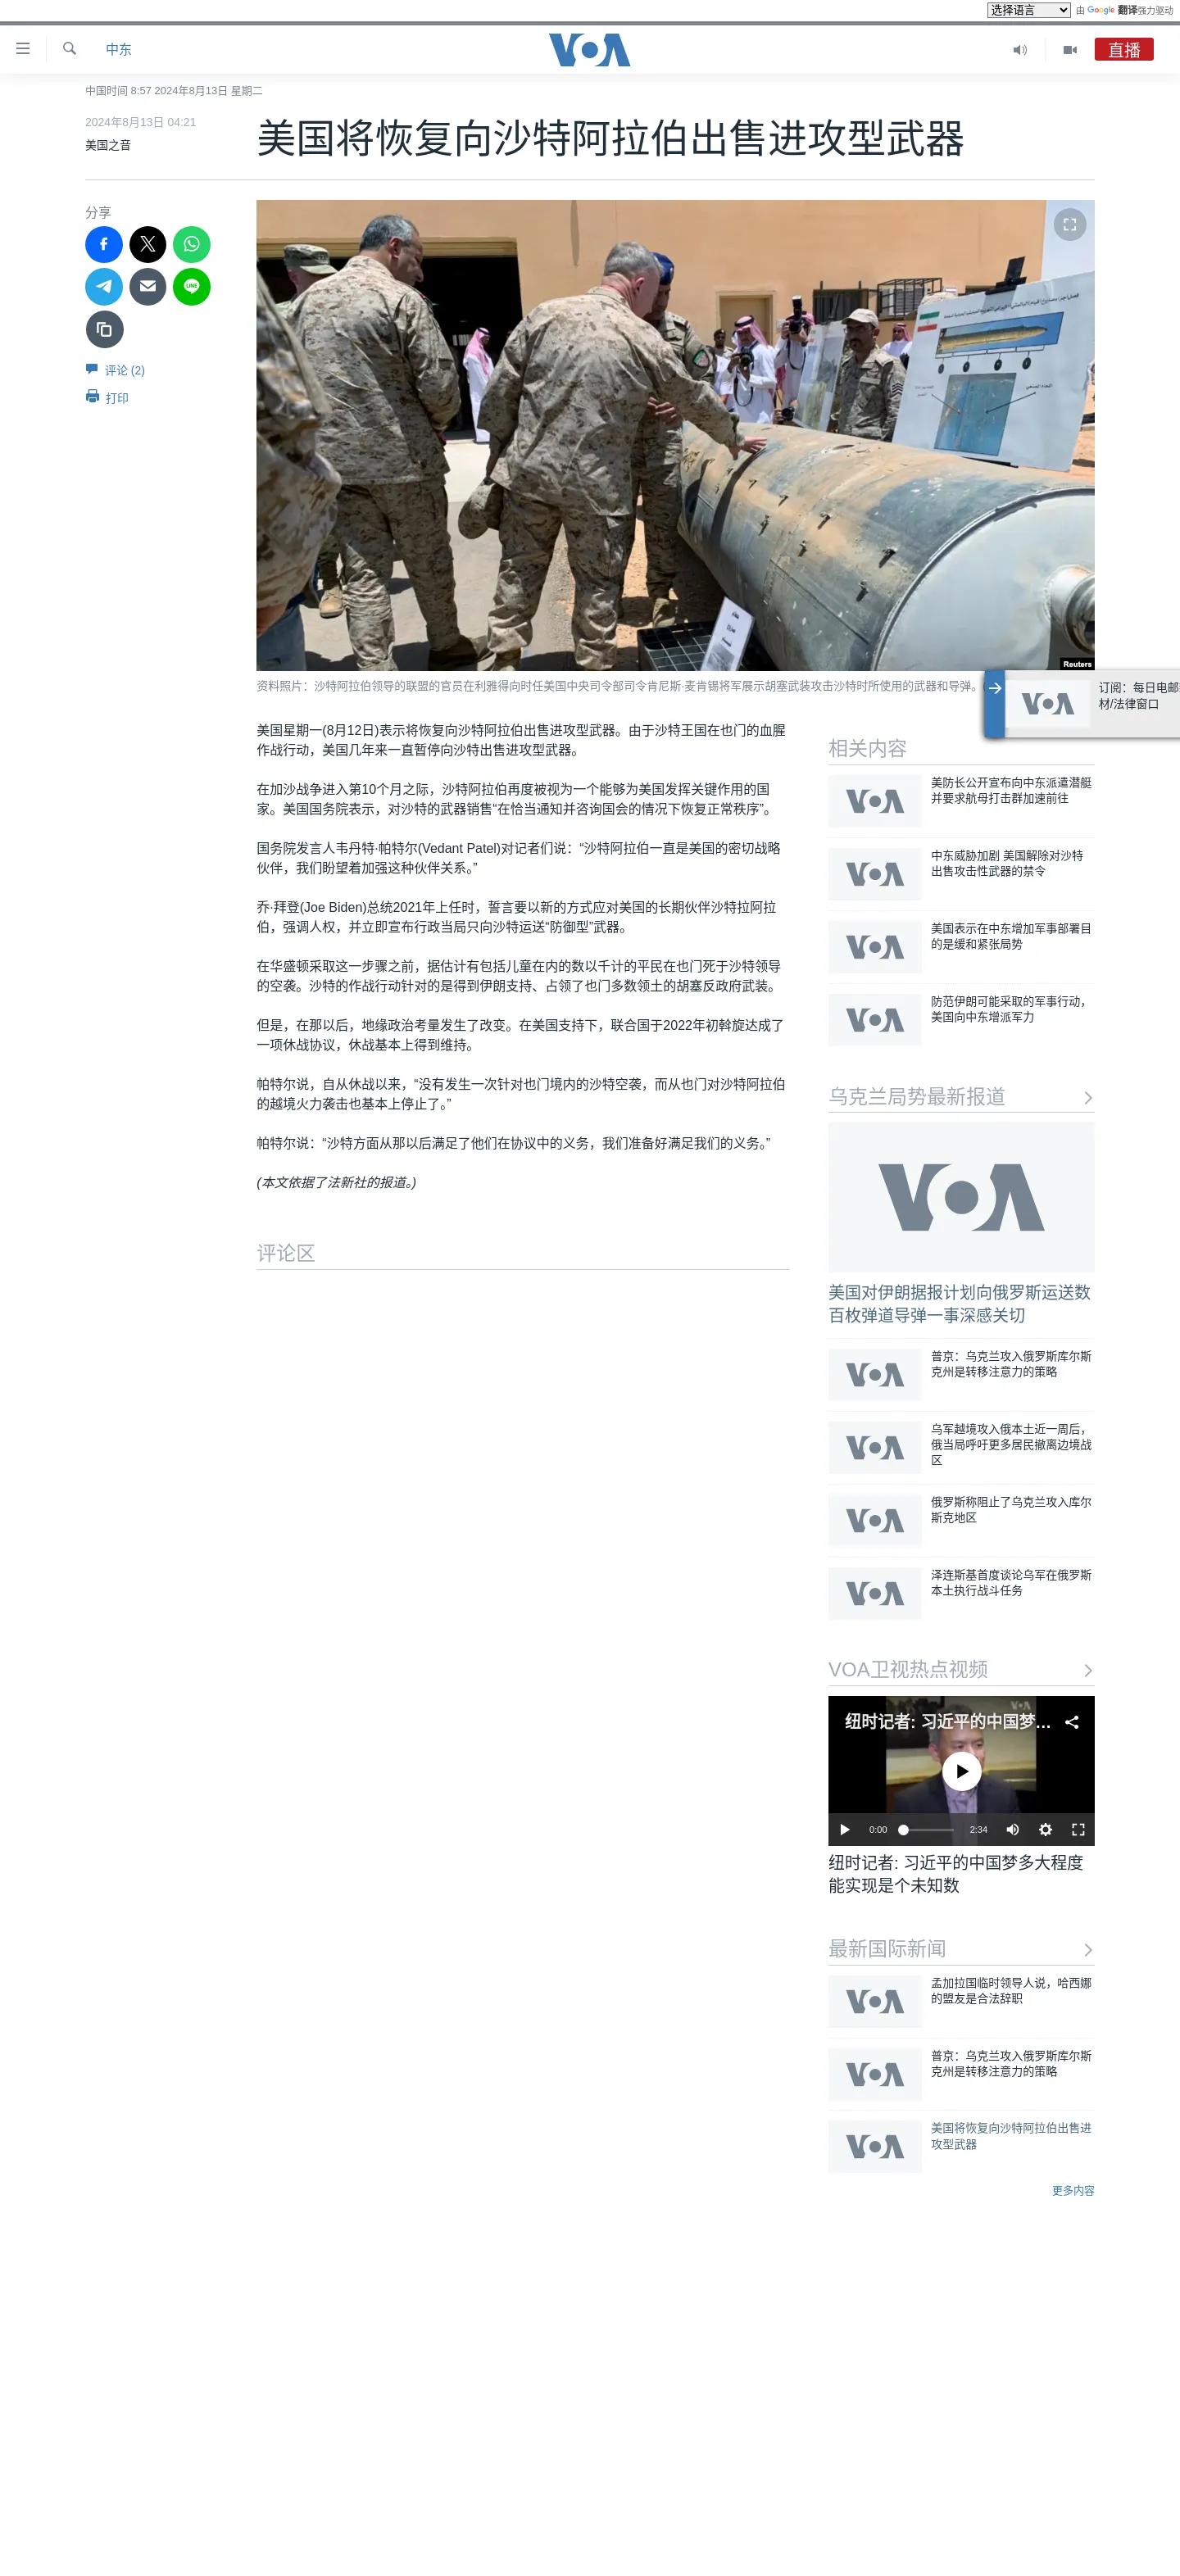 选择语言
由 Google 翻译强力驱动
中东
VOA
直播
中国时间 8:57 2024年8月13日 星期二
2024年8月13日 04:21
美国之音
美国将恢复向沙特阿拉伯出售进攻型武器
分享
评论 (2)
打印
Reuters
资料照片：沙特阿拉伯领导的联盟的官员在利雅得向时任美国中央司令部司令肯尼斯·麦肯锡将军展示胡塞武装攻击沙特时所使用的武器和导弹。
订阅：每日电邮
材/法律窗口
美国星期一(8月12日)表示将恢复向沙特阿拉伯出售进攻型武器。由于沙特王国在也门的血腥
作战行动，美国几年来一直暂停向沙特出售进攻型武器。
在加沙战争进入第10个月之际，沙特阿拉伯再度被视为一个能够为美国发挥关键作用的国
家。美国国务院表示，对沙特的武器销售“在恰当通知并咨询国会的情况下恢复正常秩序”。
国务院发言人韦丹特·帕特尔(Vedant Patel)对记者们说：“沙特阿拉伯一直是美国的密切战略
伙伴，我们盼望着加强这种伙伴关系。”
乔·拜登(Joe Biden)总统2021年上任时，誓言要以新的方式应对美国的长期伙伴沙特拉阿拉
伯，强调人权，并立即宣布行政当局只向沙特运送“防御型”武器。
在华盛顿采取这一步骤之前，据估计有包括儿童在内的数以千计的平民在也门死于沙特领导
的空袭。沙特的作战行动针对的是得到伊朗支持、占领了也门多数领土的胡塞反政府武装。
但是，在那以后，地缘政治考量发生了改变。在美国支持下，联合国于2022年初斡旋达成了
一项休战协议，休战基本上得到维持。
帕特尔说，自从休战以来，“没有发生一次针对也门境内的沙特空袭，而从也门对沙特阿拉伯
的越境火力袭击也基本上停止了。”
帕特尔说：“沙特方面从那以后满足了他们在协议中的义务，我们准备好满足我们的义务。”
(本文依据了法新社的报道。)
评论区
相关内容
美防长公开宣布向中东派遣潜艇
并要求航母打击群加速前往
中东威胁加剧 美国解除对沙特
出售攻击性武器的禁令
美国表示在中东增加军事部署目
的是缓和紧张局势
防范伊朗可能采取的军事行动，
美国向中东增派军力
乌克兰局势最新报道
VOA
美国对伊朗据报计划向俄罗斯运送数
百枚弹道导弹一事深感关切
普京：乌克兰攻入俄罗斯库尔斯
克州是转移注意力的策略
乌军越境攻入俄本土近一周后，
俄当局呼吁更多居民撤离边境战
区
俄罗斯称阻止了乌克兰攻入库尔
斯克地区
泽连斯基首度谈论乌军在俄罗斯
本土执行战斗任务
VOA卫视热点视频
纽时记者: 习近平的中国梦…
0:00
2:34
纽时记者: 习近平的中国梦多大程度
能实现是个未知数
最新国际新闻
孟加拉国临时领导人说，哈西娜
的盟友是合法辞职
普京：乌克兰攻入俄罗斯库尔斯
克州是转移注意力的策略
美国将恢复向沙特阿拉伯出售进
攻型武器
更多内容